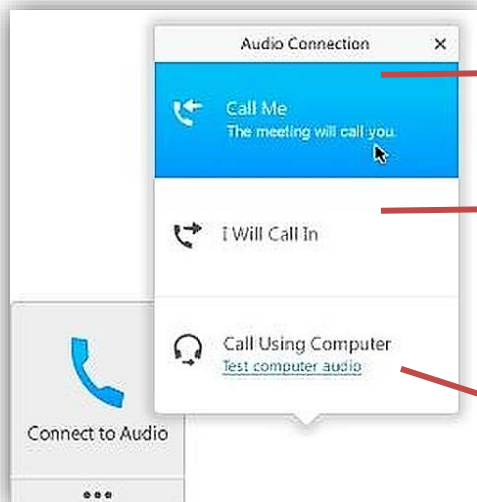 Audio Connection
Call Me
The meeting will call you.
I Will Call In
Call Using Computer
Test computer audio
Connect to Audio